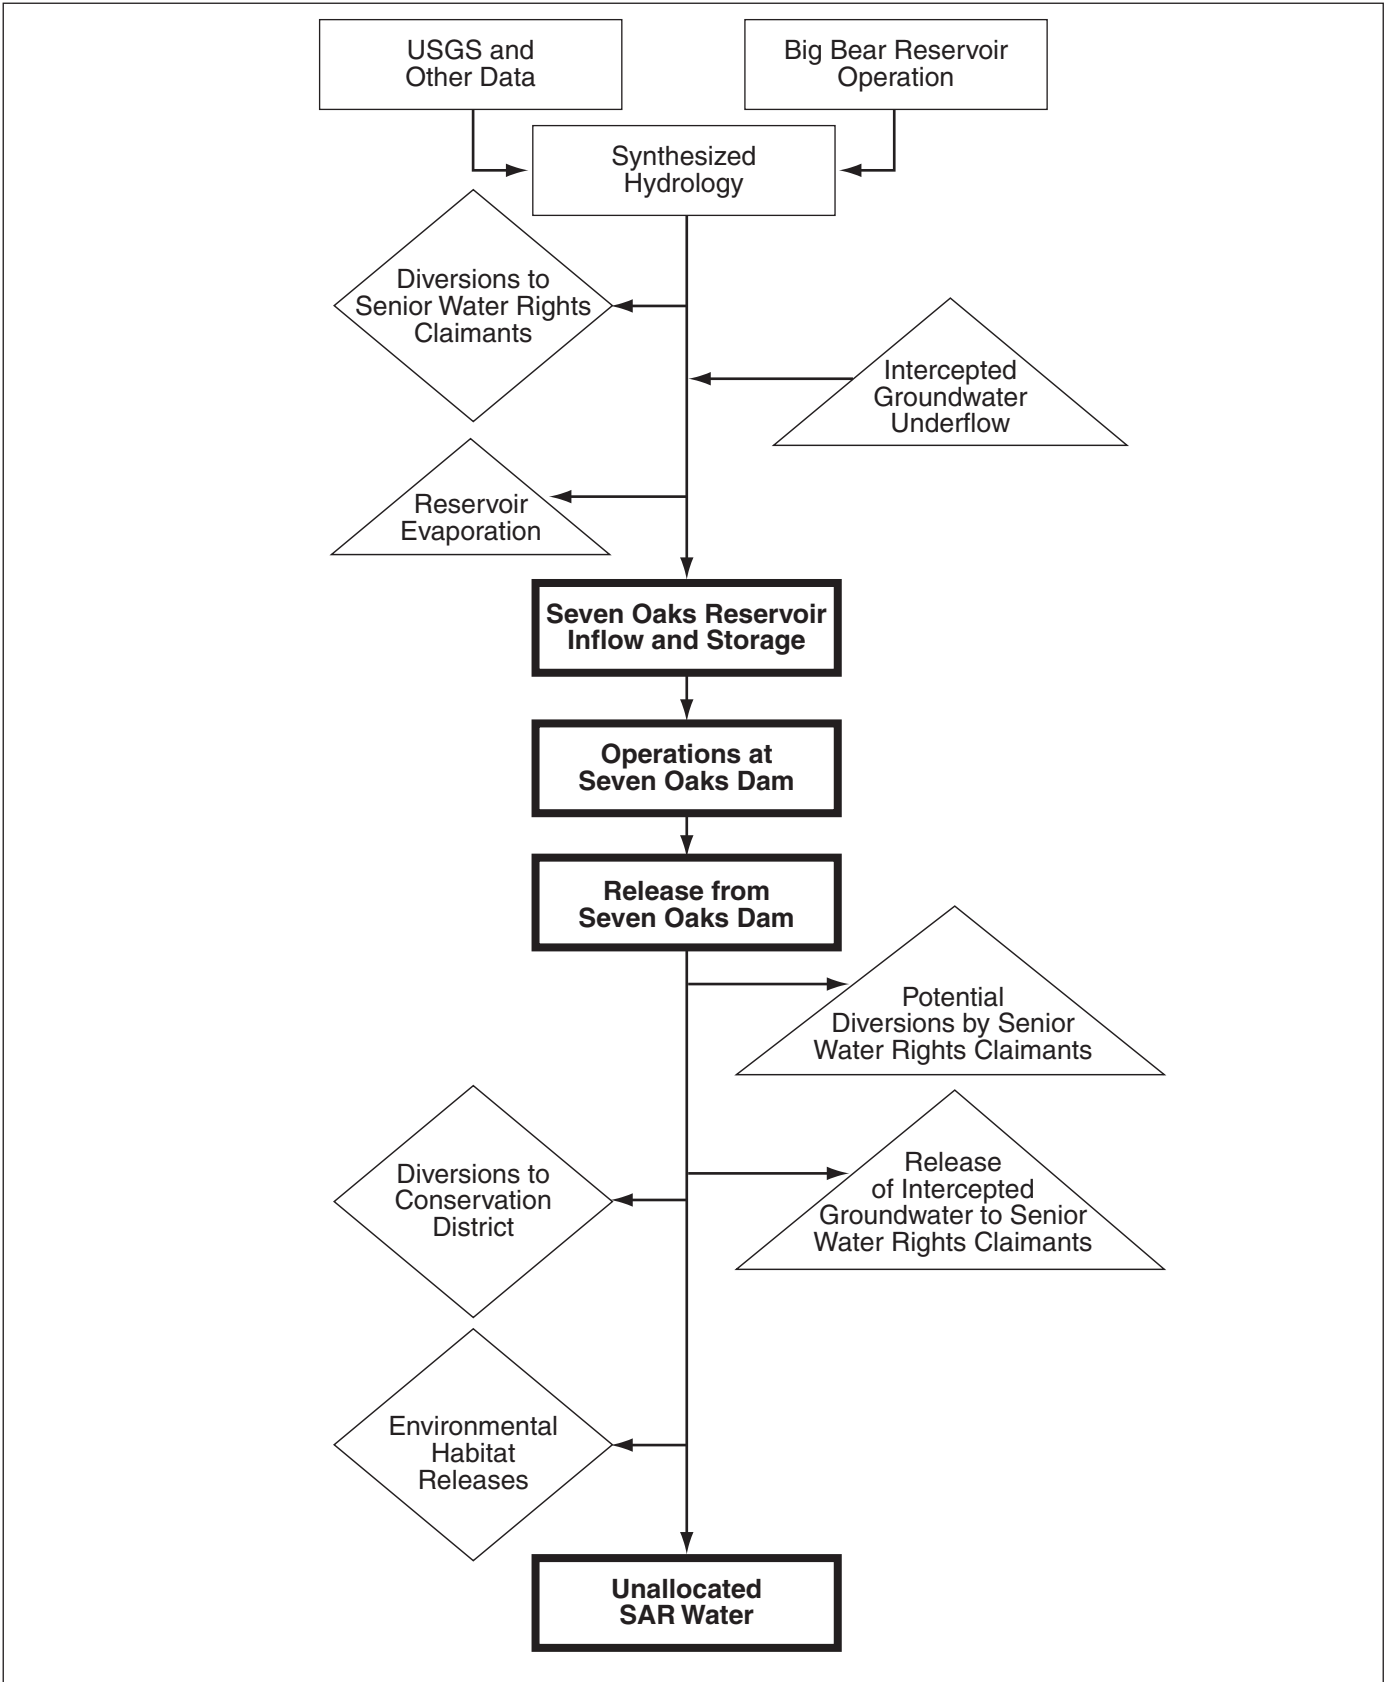 USGS and
Other Data
Big Bear Reservoir
Operation
Synthesized
Hydrology
Diversions to
Senior Water Rights
Claimants
Intercepted
Groundwater
Underflow
Reservoir
Evaporation
Seven Oaks Reservoir
Inflow and Storage
Operations at
Seven Oaks Dam
Release from
Seven Oaks Dam
Potential
Diversions by Senior
Water Rights Claimants
Diversions to
Conservation
District
Release
of Intercepted
Groundwater to Senior
Water Rights Claimants
Environmental
Habitat
Releases
Unallocated
SAR Water